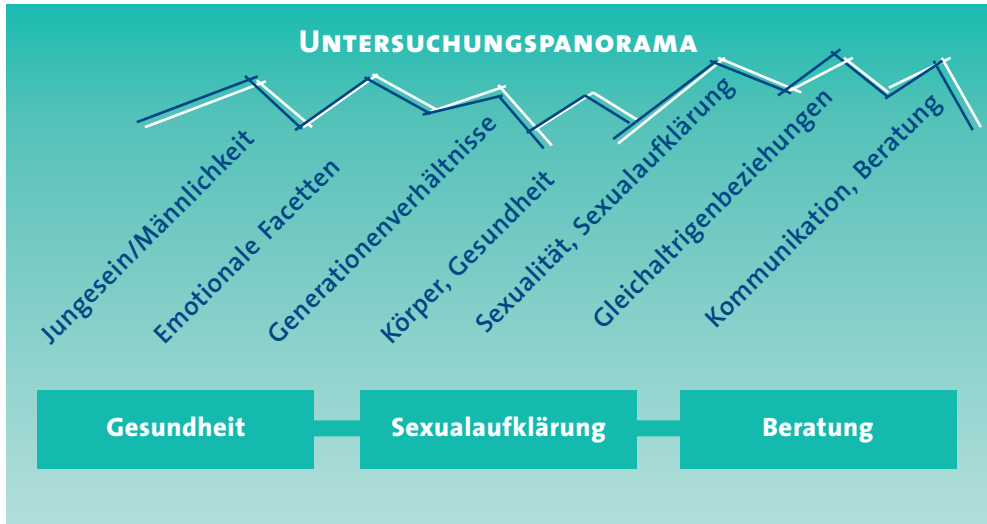 UNTERSUCHUNGSPANORAMA
Jungesein/Männlichkeit
Emotionale Facetten
Generationenverhältnisse
Körper, Gesundheit
Sexualität, Sexualaufklärung
Gleichaltrigenbeziehungen
Kommunikation, Beratung
Gesundheit
Sexualaufklärung
Beratung